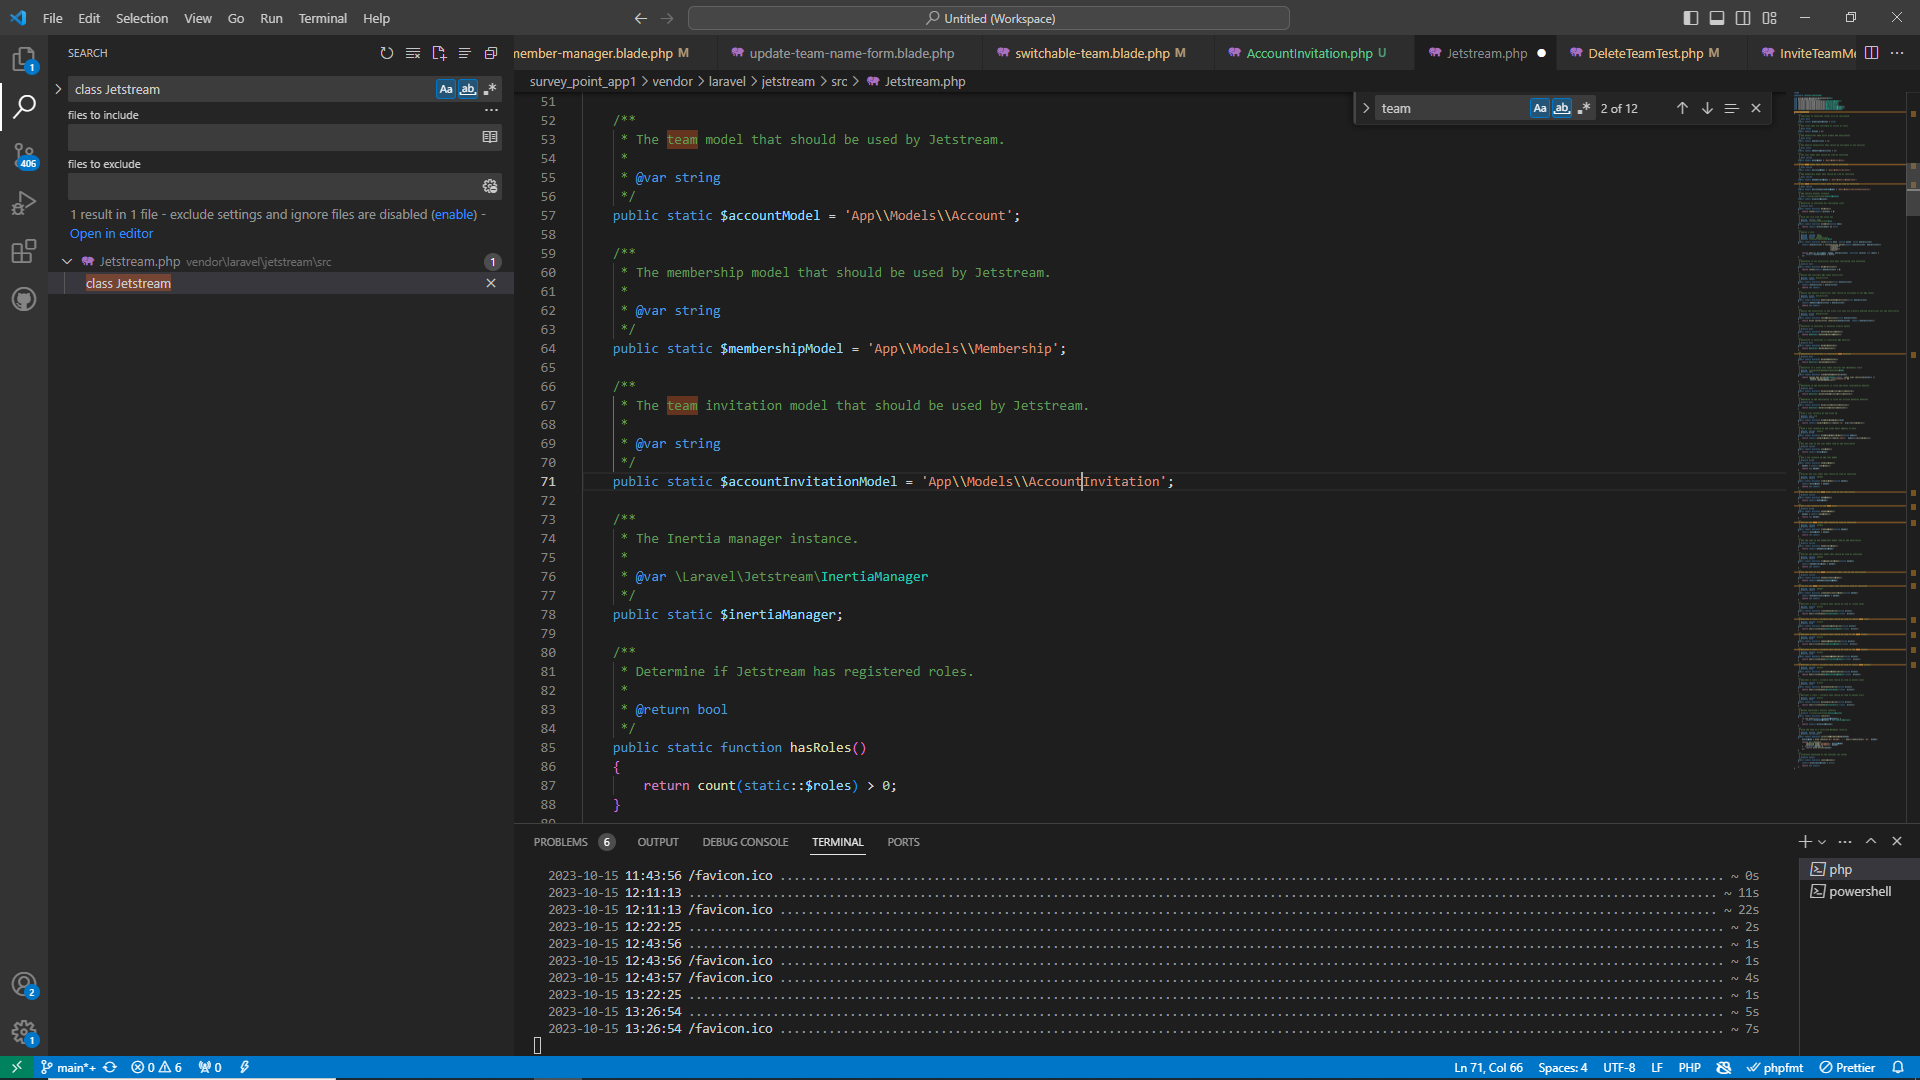 File Edit Selection View Go Run Terminal Help
Untitled (Workspace)
SEARCH
class Jetstream
Aa ab .*
files to include
files to exclude
1 result in 1 file - exclude settings and ignore files are disabled (enable) -
Open in editor
Jetstream.php vendor\laravel\jetstream\src 1
class Jetstream
1
406
2
1
member-manager.blade.php M update-team-name-form.blade.php switchable-team.blade.php M AccountInvitation.php U Jetstream.php DeleteTeamTest.php M InviteTeamMe
survey_point_app1 > vendor > laravel > jetstream > src > Jetstream.php
team Aa ab .* 2 of 12
51
52 /**
53 * The team model that should be used by Jetstream.
54 *
55 * @var string
56 */
57 public static $accountModel = 'App\\Models\\Account';
58
59 /**
60 * The membership model that should be used by Jetstream.
61 *
62 * @var string
63 */
64 public static $membershipModel = 'App\\Models\\Membership';
65
66 /**
67 * The team invitation model that should be used by Jetstream.
68 *
69 * @var string
70 */
71 public static $accountInvitationModel = 'App\\Models\\AccountInvitation';
72
73 /**
74 * The Inertia manager instance.
75 *
76 * @var \Laravel\Jetstream\InertiaManager
77 */
78 public static $inertiaManager;
79
80 /**
81 * Determine if Jetstream has registered roles.
82 *
83 * @return bool
84 */
85 public static function hasRoles()
86 {
87 return count(static::$roles) > 0;
88 }
PROBLEMS 6 OUTPUT DEBUG CONSOLE TERMINAL PORTS
php
powershell
2023-10-15 11:43:56 /favicon.ico ........ ~ 0s
2023-10-15 12:11:13 ........ ~ 11s
2023-10-15 12:11:13 /favicon.ico ........ ~ 22s
2023-10-15 12:22:25 ........ ~ 2s
2023-10-15 12:43:56 ........ ~ 1s
2023-10-15 12:43:56 /favicon.ico ........ ~ 1s
2023-10-15 12:43:57 /favicon.ico ........ ~ 4s
2023-10-15 13:22:25 ........ ~ 1s
2023-10-15 13:26:54 ........ ~ 5s
2023-10-15 13:26:54 /favicon.ico ........ ~ 7s
main*+ 0 6 0 Ln 71, Col 66 Spaces: 4 UTF-8 LF PHP phpfmt Prettier